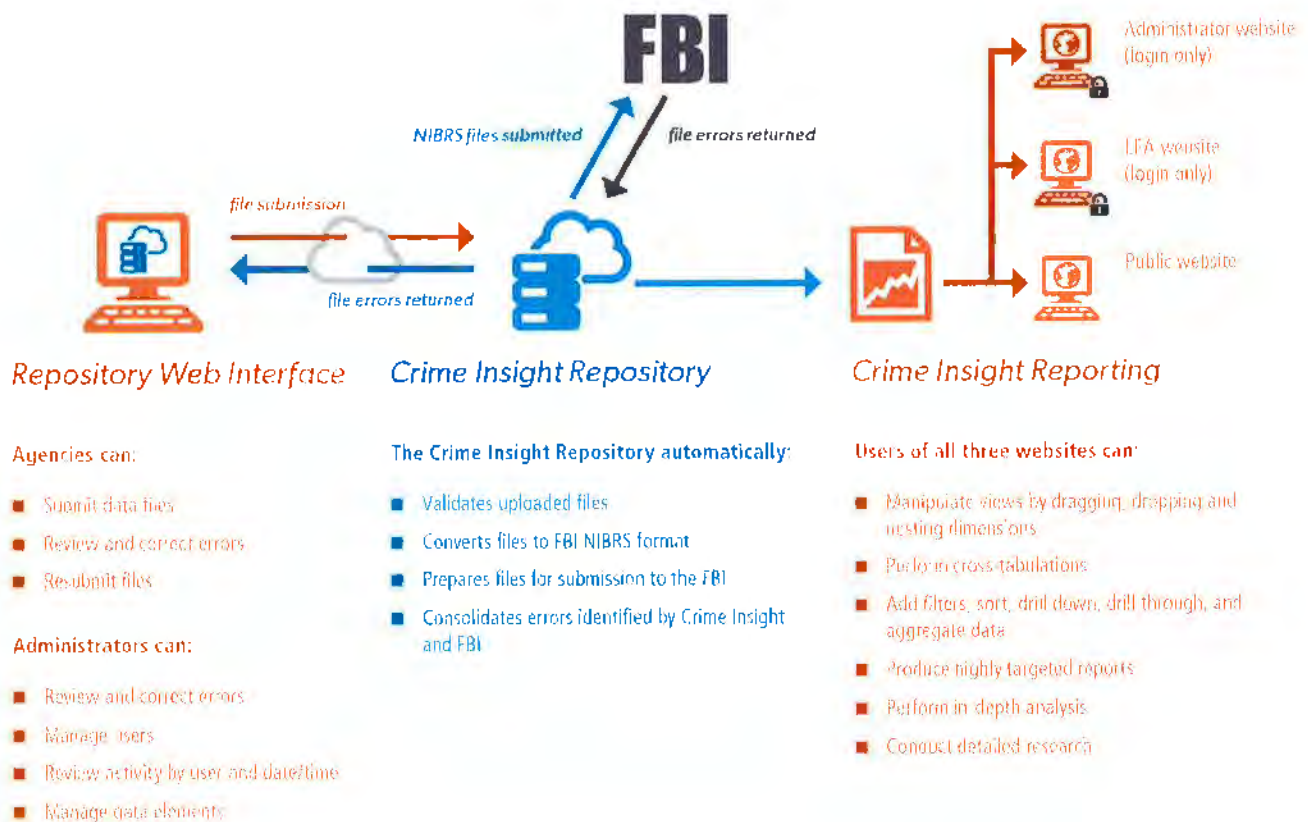 FBI
Administrator website
(login only)
NIBRS files submitted
file errors returned
LEA website
(login only)
file submission
Public website
file errors returned
Repository Web Interface
Agencies can:
Submit data files
Review and correct errors
Resubmit files
Administrators can:
Review and correct errors
Manage users
Review activity by user and date/time
Manage data elements
Crime Insight Repository
The Crime Insight Repository automatically:
Validates uploaded files
Converts files to FBI NIBRS format
Prepares files for submission to the FBI
Consolidates errors identified by Crime Insight
and FBI
Crime Insight Reporting
Users of all three websites can:
Manipulate views by dragging, dropping and
nesting dimensions
Perform cross-tabulations
Add filters, sort, drill down, drill through, and
aggregate data
Produce highly targeted reports
Perform in-depth analysis
Conduct detailed research